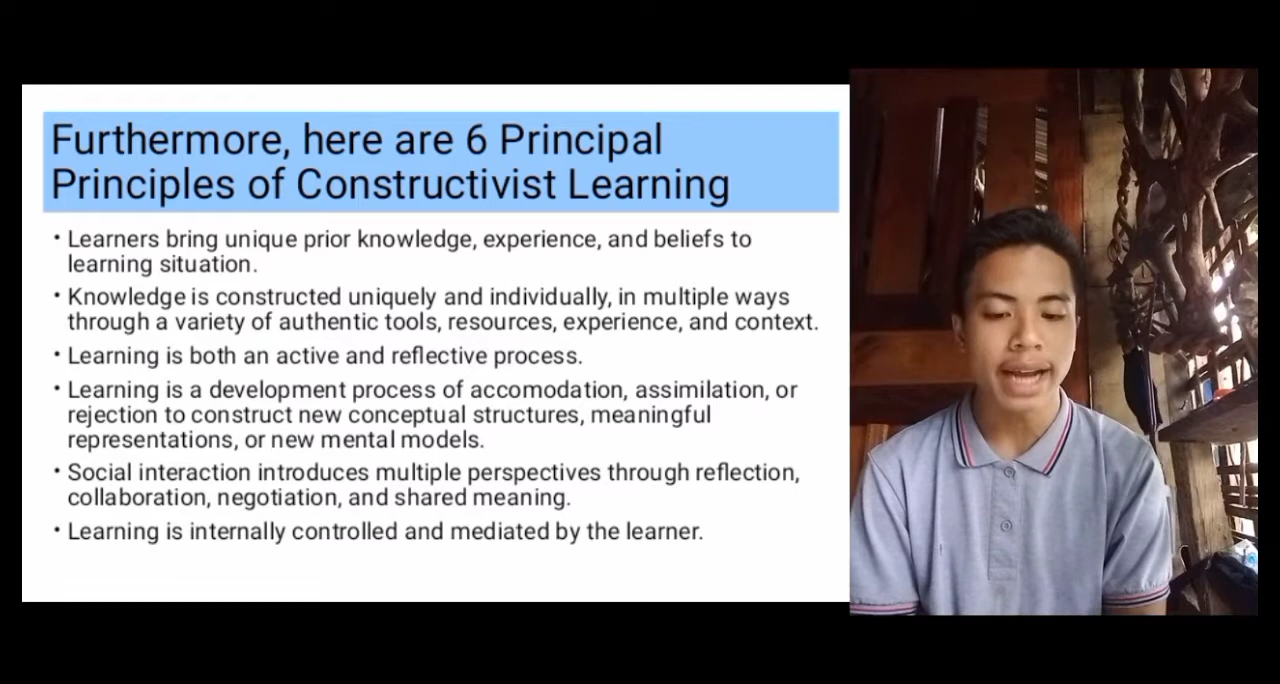 Furthermore, here are 6 Principal
Principles of Constructivist Learning
• Learners bring unique prior knowledge, experience, and beliefs to
learning situation.
• Knowledge is constructed uniquely and individually, in multiple ways
through a variety of authentic tools, resources, experience, and context.
• Learning is both an active and reflective process.
• Learning is a development process of accomodation, assimilation, or
rejection to construct new conceptual structures, meaningful
representations, or new mental models.
• Social interaction introduces multiple perspectives through reflection,
collaboration, negotiation, and shared meaning.
• Learning is internally controlled and mediated by the learner.